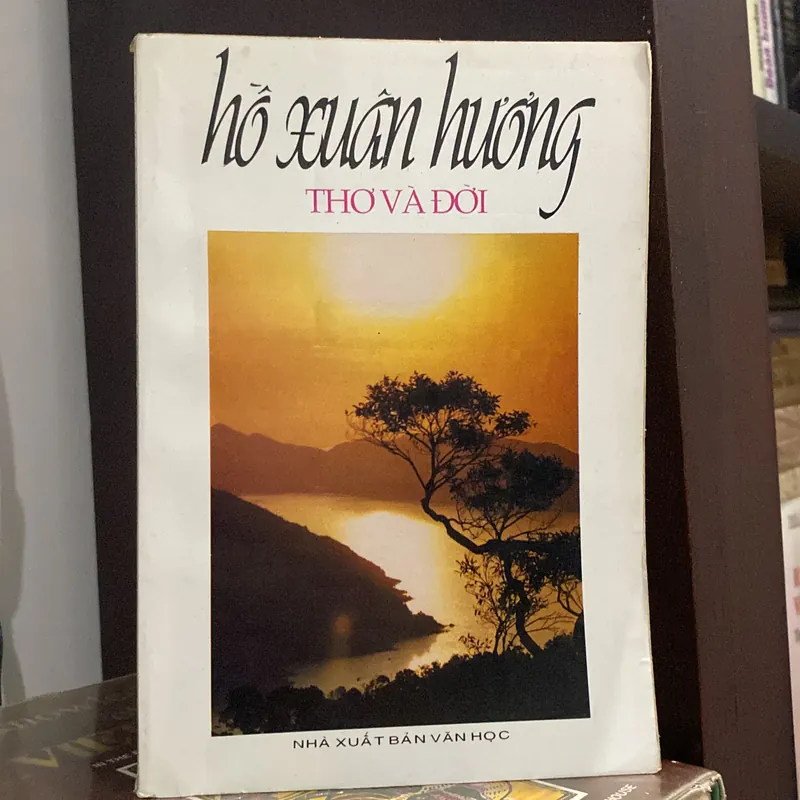 hồ xuân hương
THƠ VÀ ĐỜI
NHÀ XUẤT BẢN VĂN HỌC